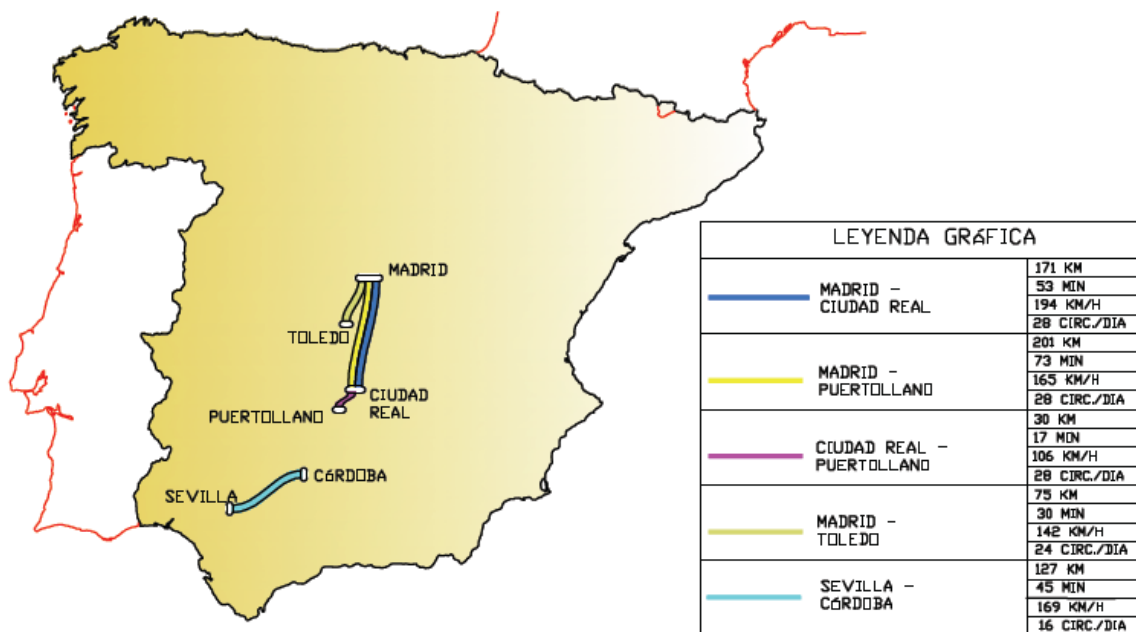 MADRID
TOLEDO
CIUDAD
REAL
PUERTOLLANO
CóRDOBA
SEVILLA
LEYENDA GRáFICA
MADRID -
CIUDAD REAL
171 KM
53 MIN
194 KM/H
28 CIRC./DIA
MADRID -
PUERTOLLANO
201 KM
73 MIN
165 KM/H
28 CIRC./DIA
CIUDAD REAL -
PUERTOLLANO
30 KM
17 MIN
106 KM/H
28 CIRC./DIA
MADRID -
TOLEDO
75 KM
30 MIN
142 KM/H
24 CIRC./DIA
SEVILLA -
CóRDOBA
127 KM
45 MIN
169 KM/H
16 CIRC./DIA